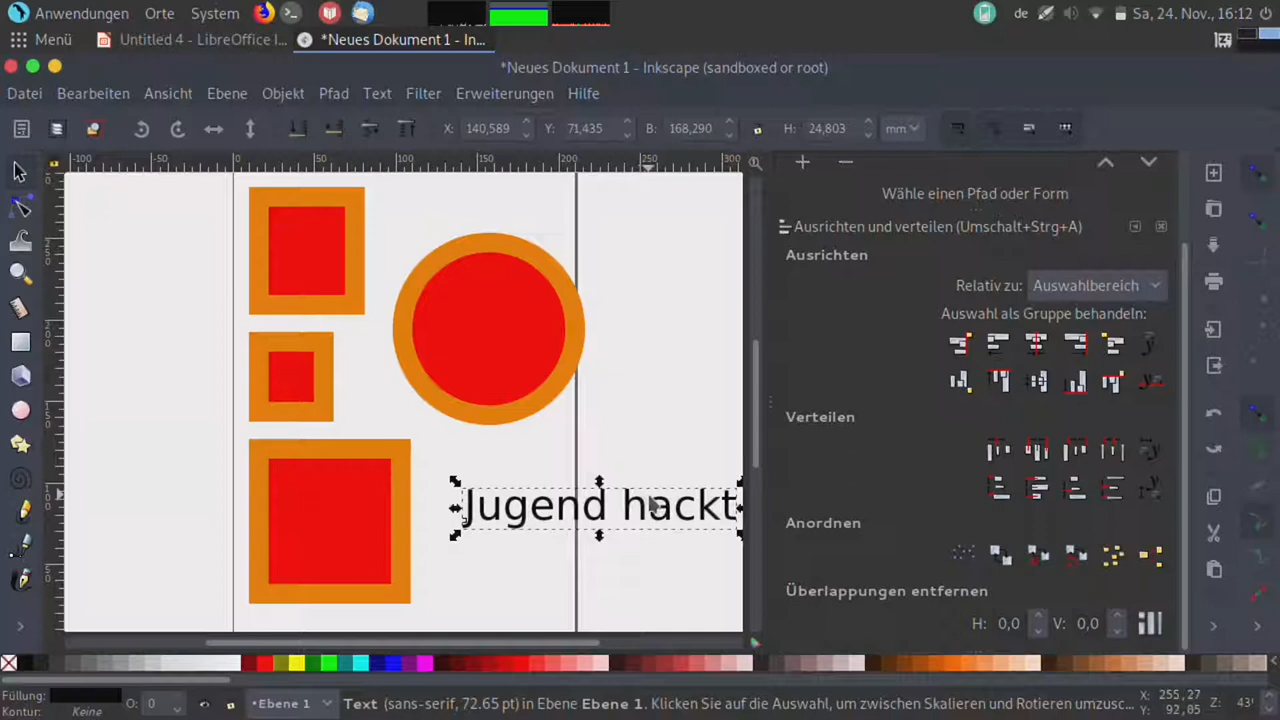 Anwendungen Orte System de Sa, 24. Nov., 16:12
Menü Untitled 4 - LibreOffice I... *Neues Dokument 1 - In...
*Neues Dokument 1 - Inkscape (sandboxed or root)
Datei Bearbeiten Ansicht Ebene Objekt Pfad Text Filter Erweiterungen Hilfe
X: 140,589 Y: 71,435 B: 168,290 H: 24,803 mm
-100 -50 0 50 100 150 200 250 300
Wähle einen Pfad oder Form
Ausrichten und verteilen (Umschalt+Strg+A)
Ausrichten
Relativ zu: Auswahlbereich
Auswahl als Gruppe behandeln:
Verteilen
Jugend hackt
Anordnen
Überlappungen entfernen
H: 0,0 V: 0,0
Füllung:
Kontur: Keine
O: 0
Ebene 1
Text (sans-serif, 72.65 pt) in Ebene Ebene 1. Klicken Sie auf die Auswahl, um zwischen Skalieren und Rotieren umzusc...
X: 255,27
Y: 92,05
Z: 43